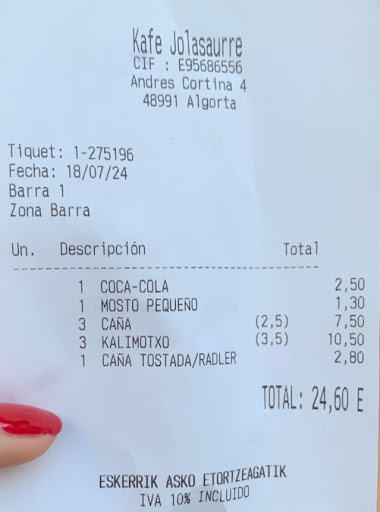 Kafe Jolasaurre
CIF : E95686556
Andres Cortina 4
48991 Algorta
Tiquet: 1-275196
Fecha: 18/07/24
Barra 1
Zona Barra
Un. Descripción Total
1 COCA-COLA 2,50
1 MOSTO PEQUEÑO 1,30
3 CAÑA (2,5) 7,50
3 KALIMOTXO (3,5) 10,50
1 CAÑA TOSTADA/RADLER 2,80
TOTAL: 24,60 E
ESKERRIK ASKO ETORTZEAGATIK
IVA 10% INCLUIDO